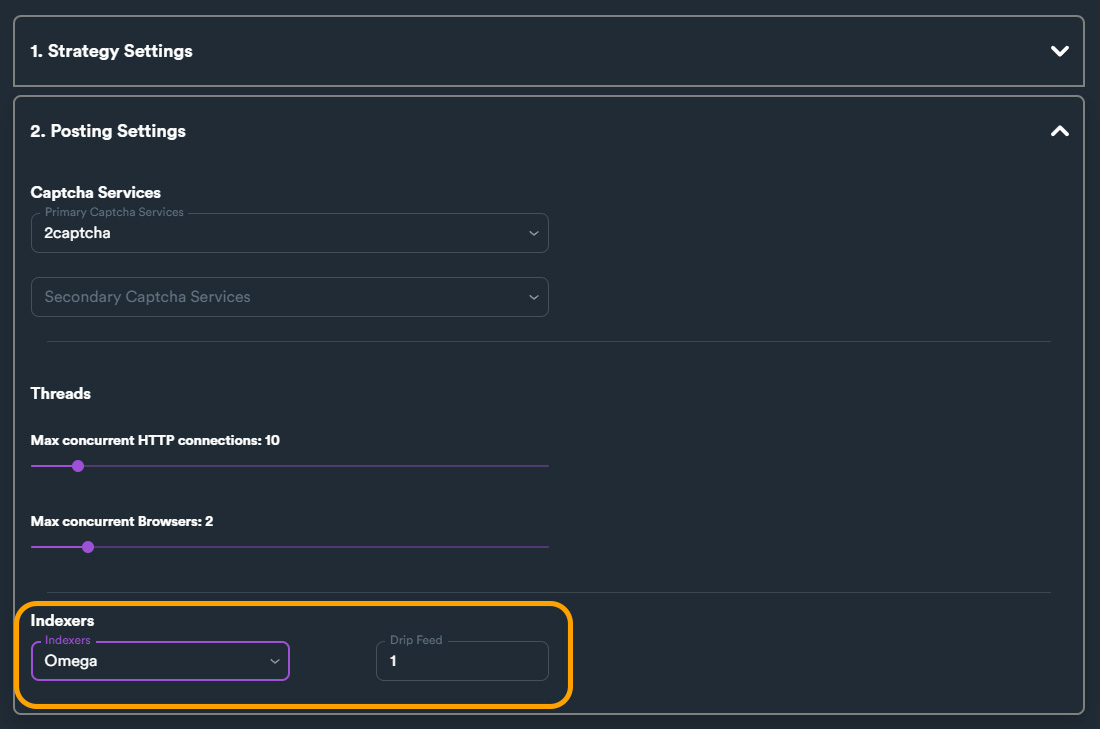 1. Strategy Settings
2. Posting Settings
Captcha Services
Primary Captcha Services
2captcha
Secondary Captcha Services
Threads
Max concurrent HTTP connections: 10
Max concurrent Browsers: 2
Indexers
Indexers
Omega
Drip Feed
1